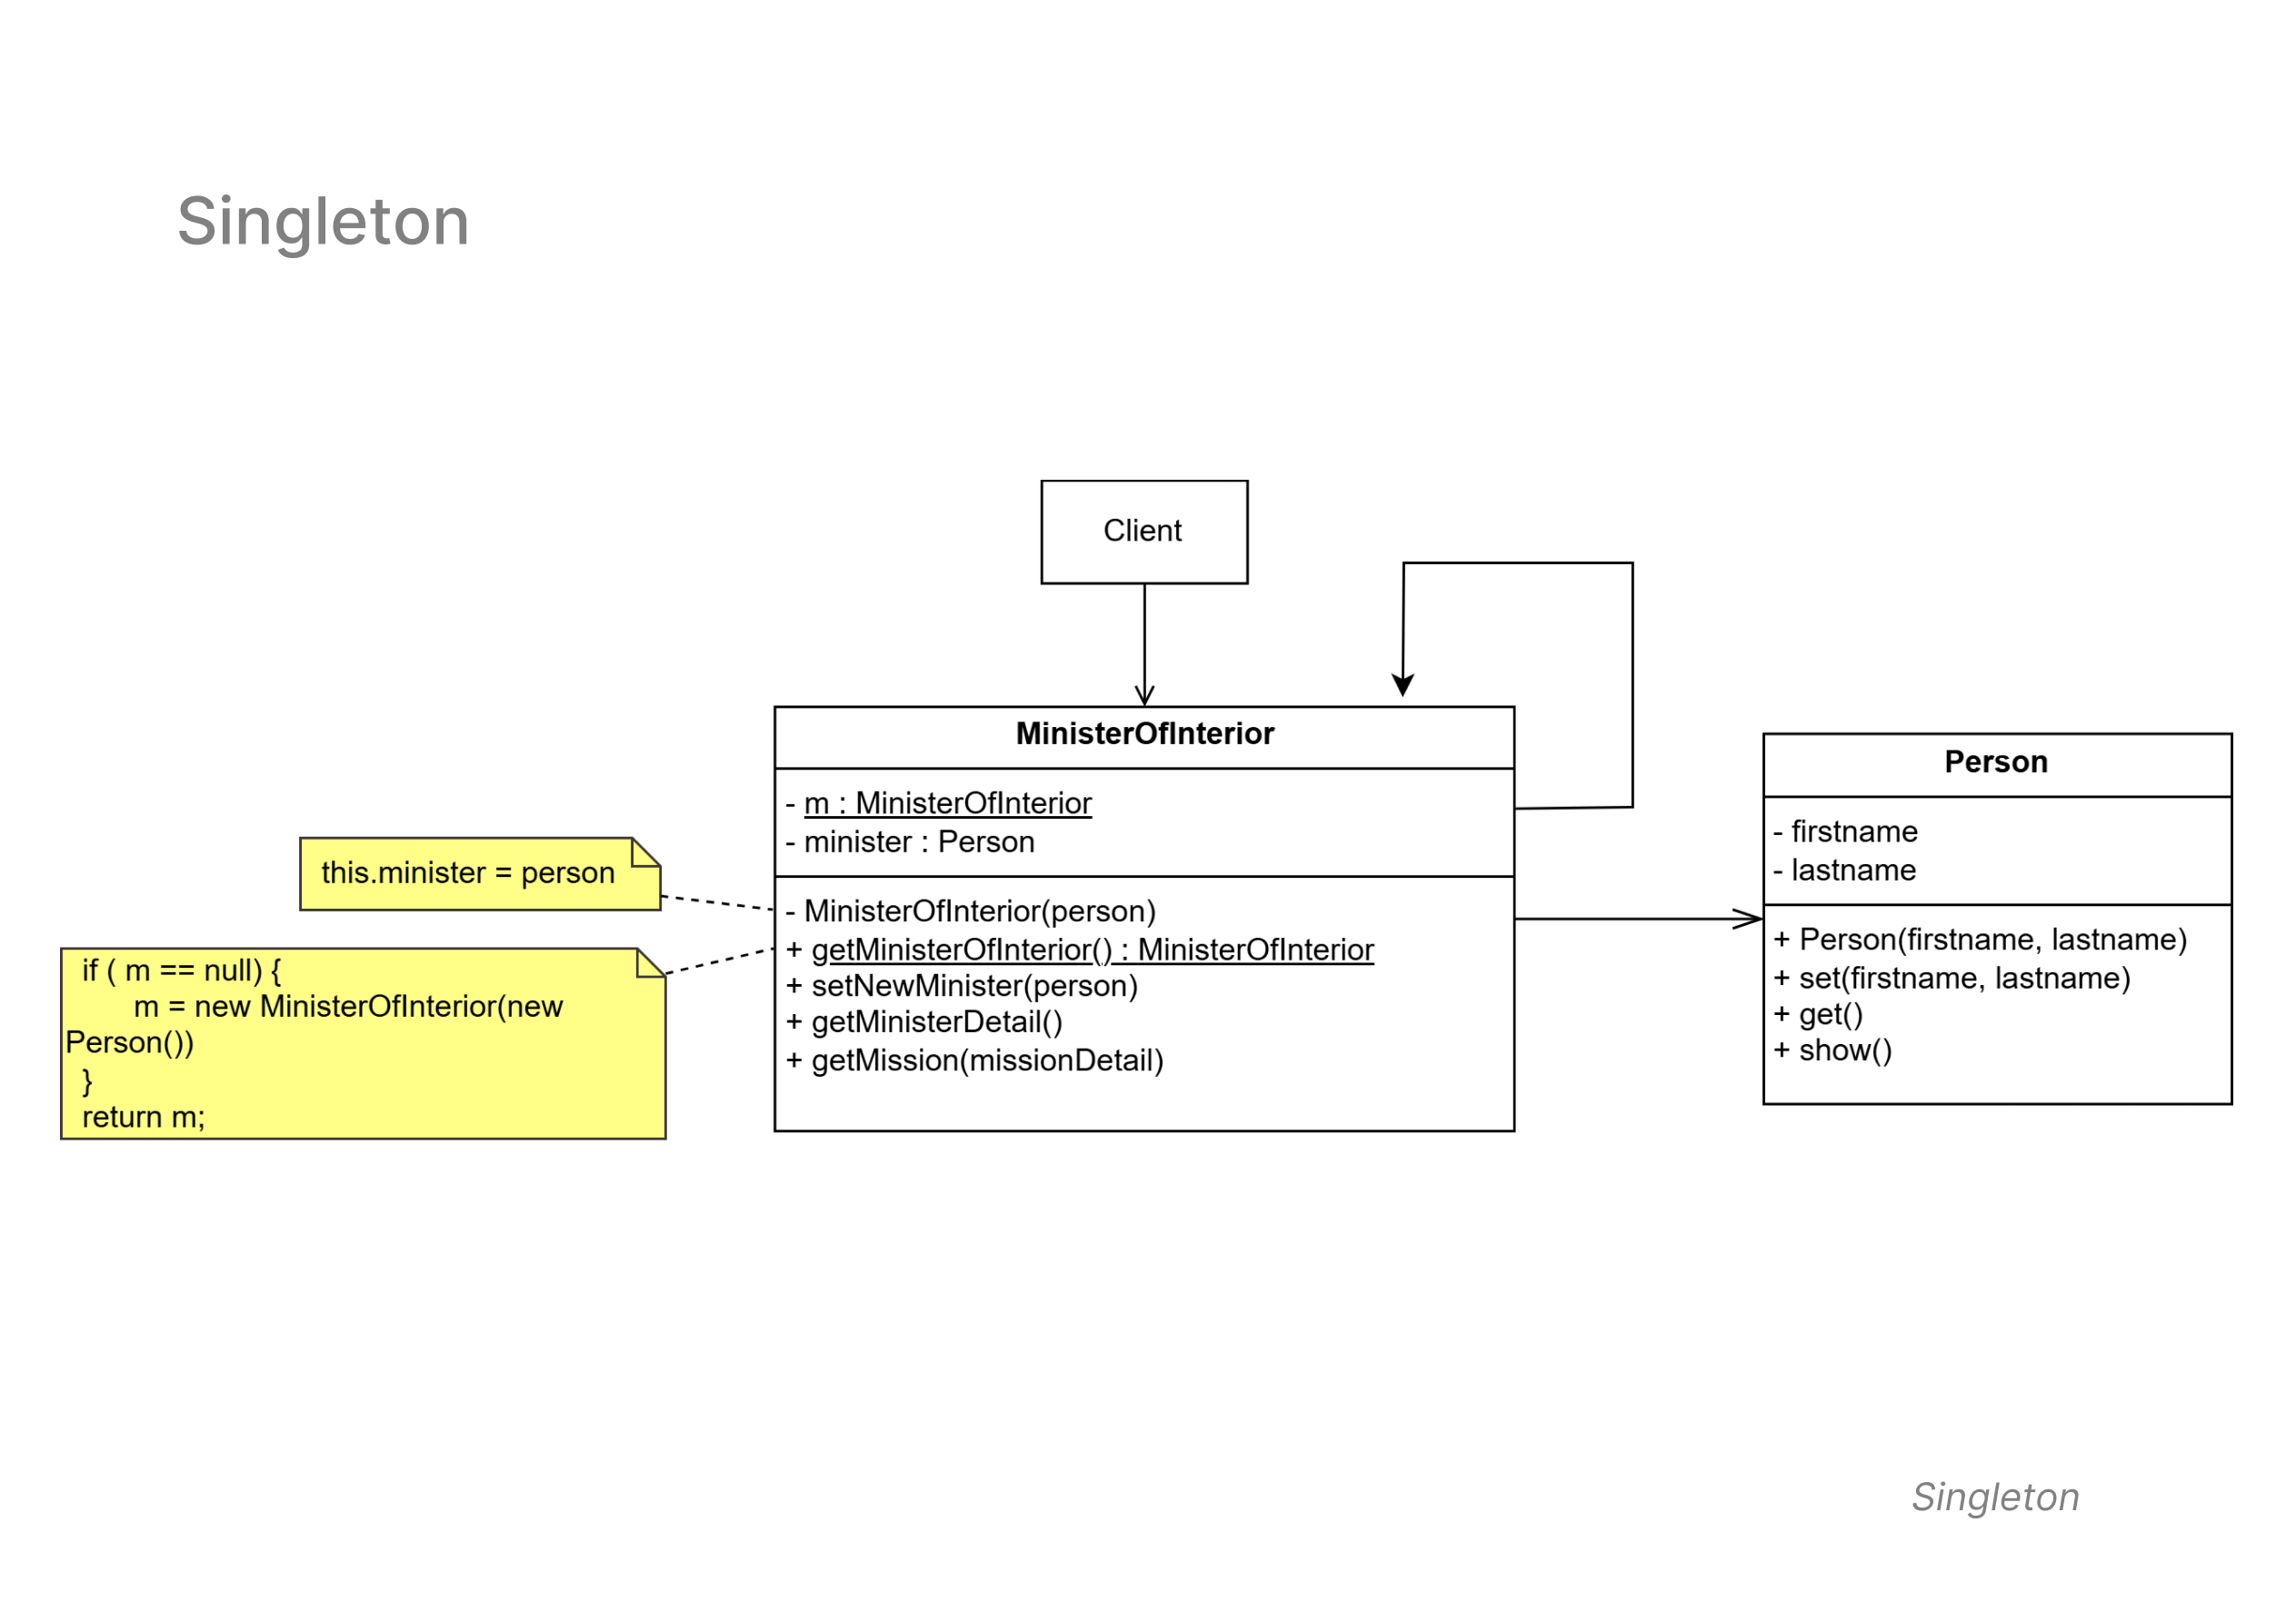 Singleton
Client
MinisterOfInterior
- m : MinisterOfInterior
- minister : Person
- MinisterOfInterior(person)
+ getMinisterOfInterior() : MinisterOfInterior
+ setNewMinister(person)
+ getMinisterDetail()
+ getMission(missionDetail)
this.minister = person
if ( m == null) {
m = new MinisterOfInterior(new
Person())
}
return m;
Person
- firstname
- lastname
+ Person(firstname, lastname)
+ set(firstname, lastname)
+ get()
+ show()
Singleton